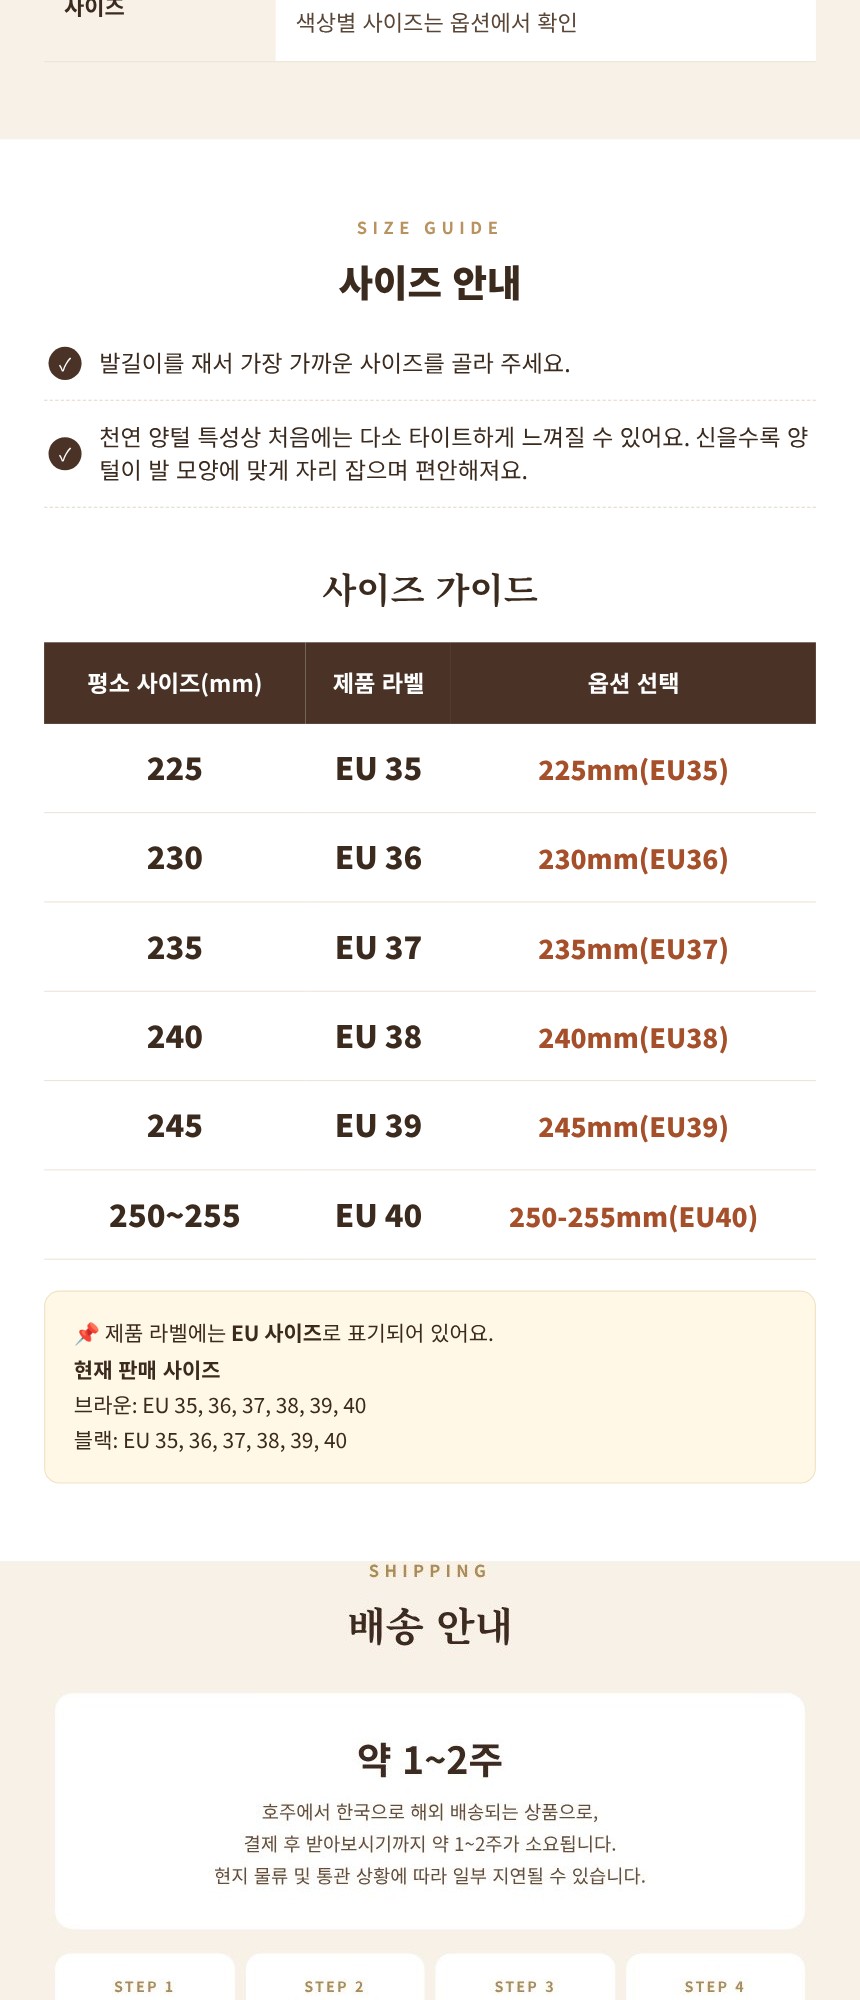 사이즈
색상별 사이즈는 옵션에서 확인
SIZE GUIDE
사이즈 안내
✓ 발길이를 재서 가장 가까운 사이즈를 골라 주세요.
✓ 천연 양털 특성상 처음에는 다소 타이트하게 느껴질 수 있어요. 신을수록 양
털이 발 모양에 맞게 자리 잡으며 편안해져요.
사이즈 가이드
평소 사이즈(mm) 제품 라벨 옵션 선택
225 EU 35 225mm(EU35)
230 EU 36 230mm(EU36)
235 EU 37 235mm(EU37)
240 EU 38 240mm(EU38)
245 EU 39 245mm(EU39)
250~255 EU 40 250-255mm(EU40)
📌 제품 라벨에는 EU 사이즈로 표기되어 있어요.
현재 판매 사이즈
브라운: EU 35, 36, 37, 38, 39, 40
블랙: EU 35, 36, 37, 38, 39, 40
SHIPPING
배송 안내
약 1~2주
호주에서 한국으로 해외 배송되는 상품으로,
결제 후 받아보시기까지 약 1~2주가 소요됩니다.
현지 물류 및 통관 상황에 따라 일부 지연될 수 있습니다.
STEP 1 STEP 2 STEP 3 STEP 4